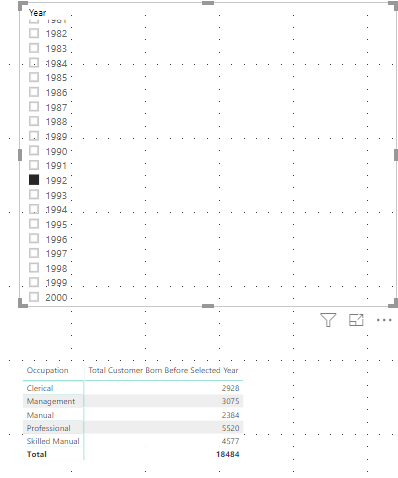 Year
1981
1982
1983
1984
1985
1986
1987
1988
1989
1990
1991
1992
1993
1994
1995
1996
1997
1998
1999
2000
Occupation Total Customer Born Before Selected Year
Clerical 2928
Management 3075
Manual 2384
Professional 5520
Skilled Manual 4577
Total 18484